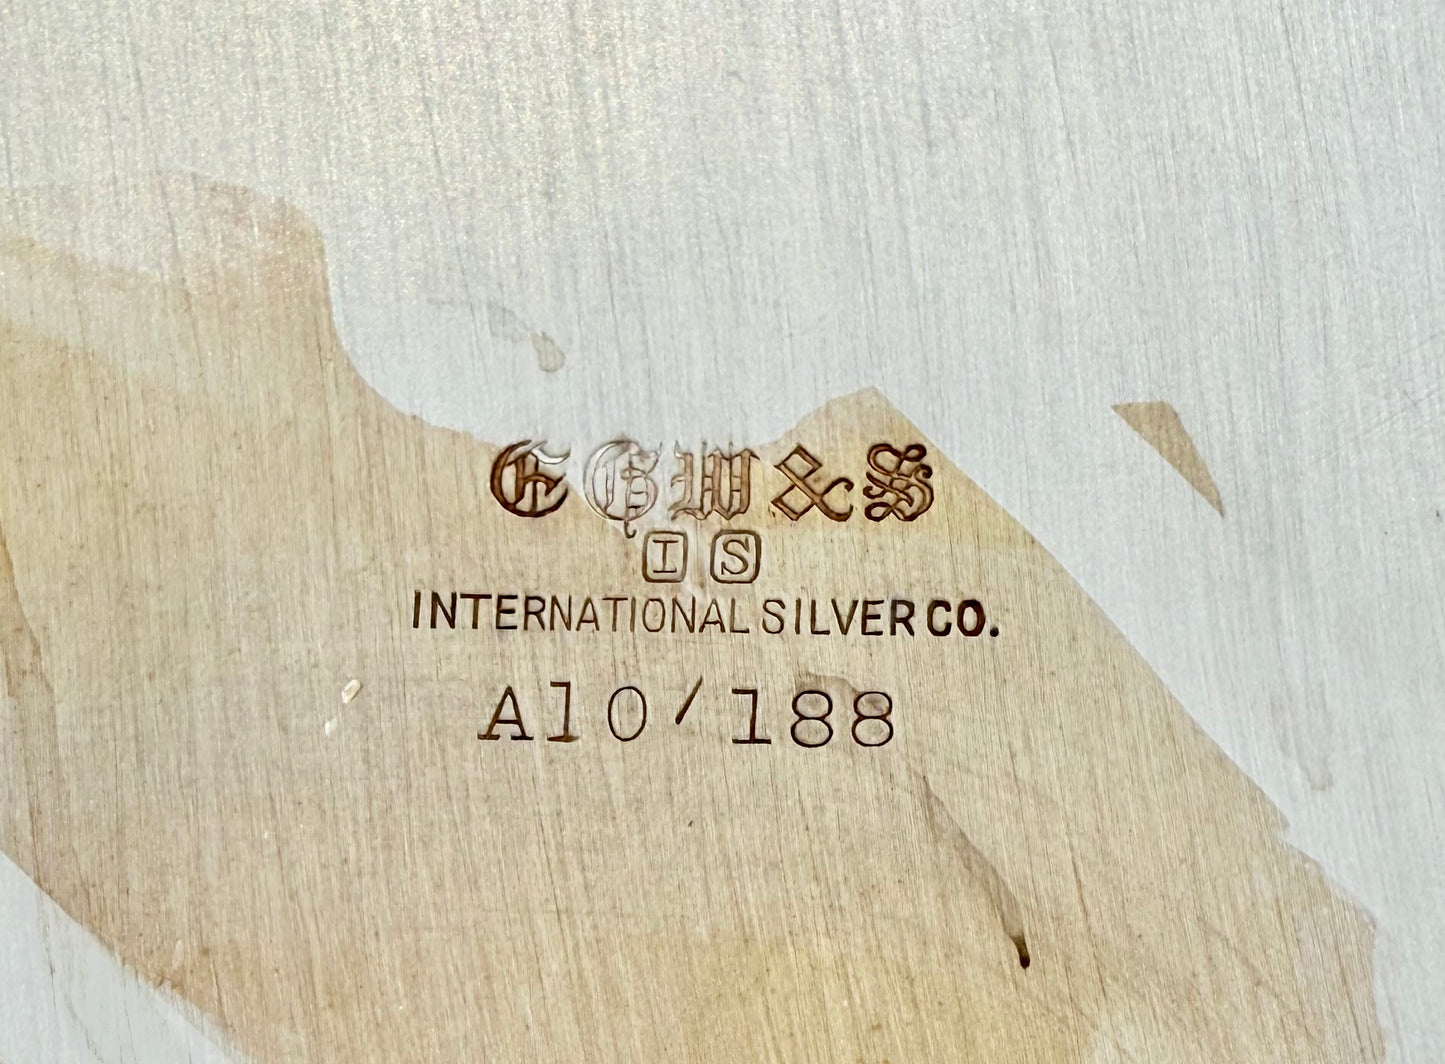 E G W & S
I S
INTERNATIONAL SILVER CO.
A10/188